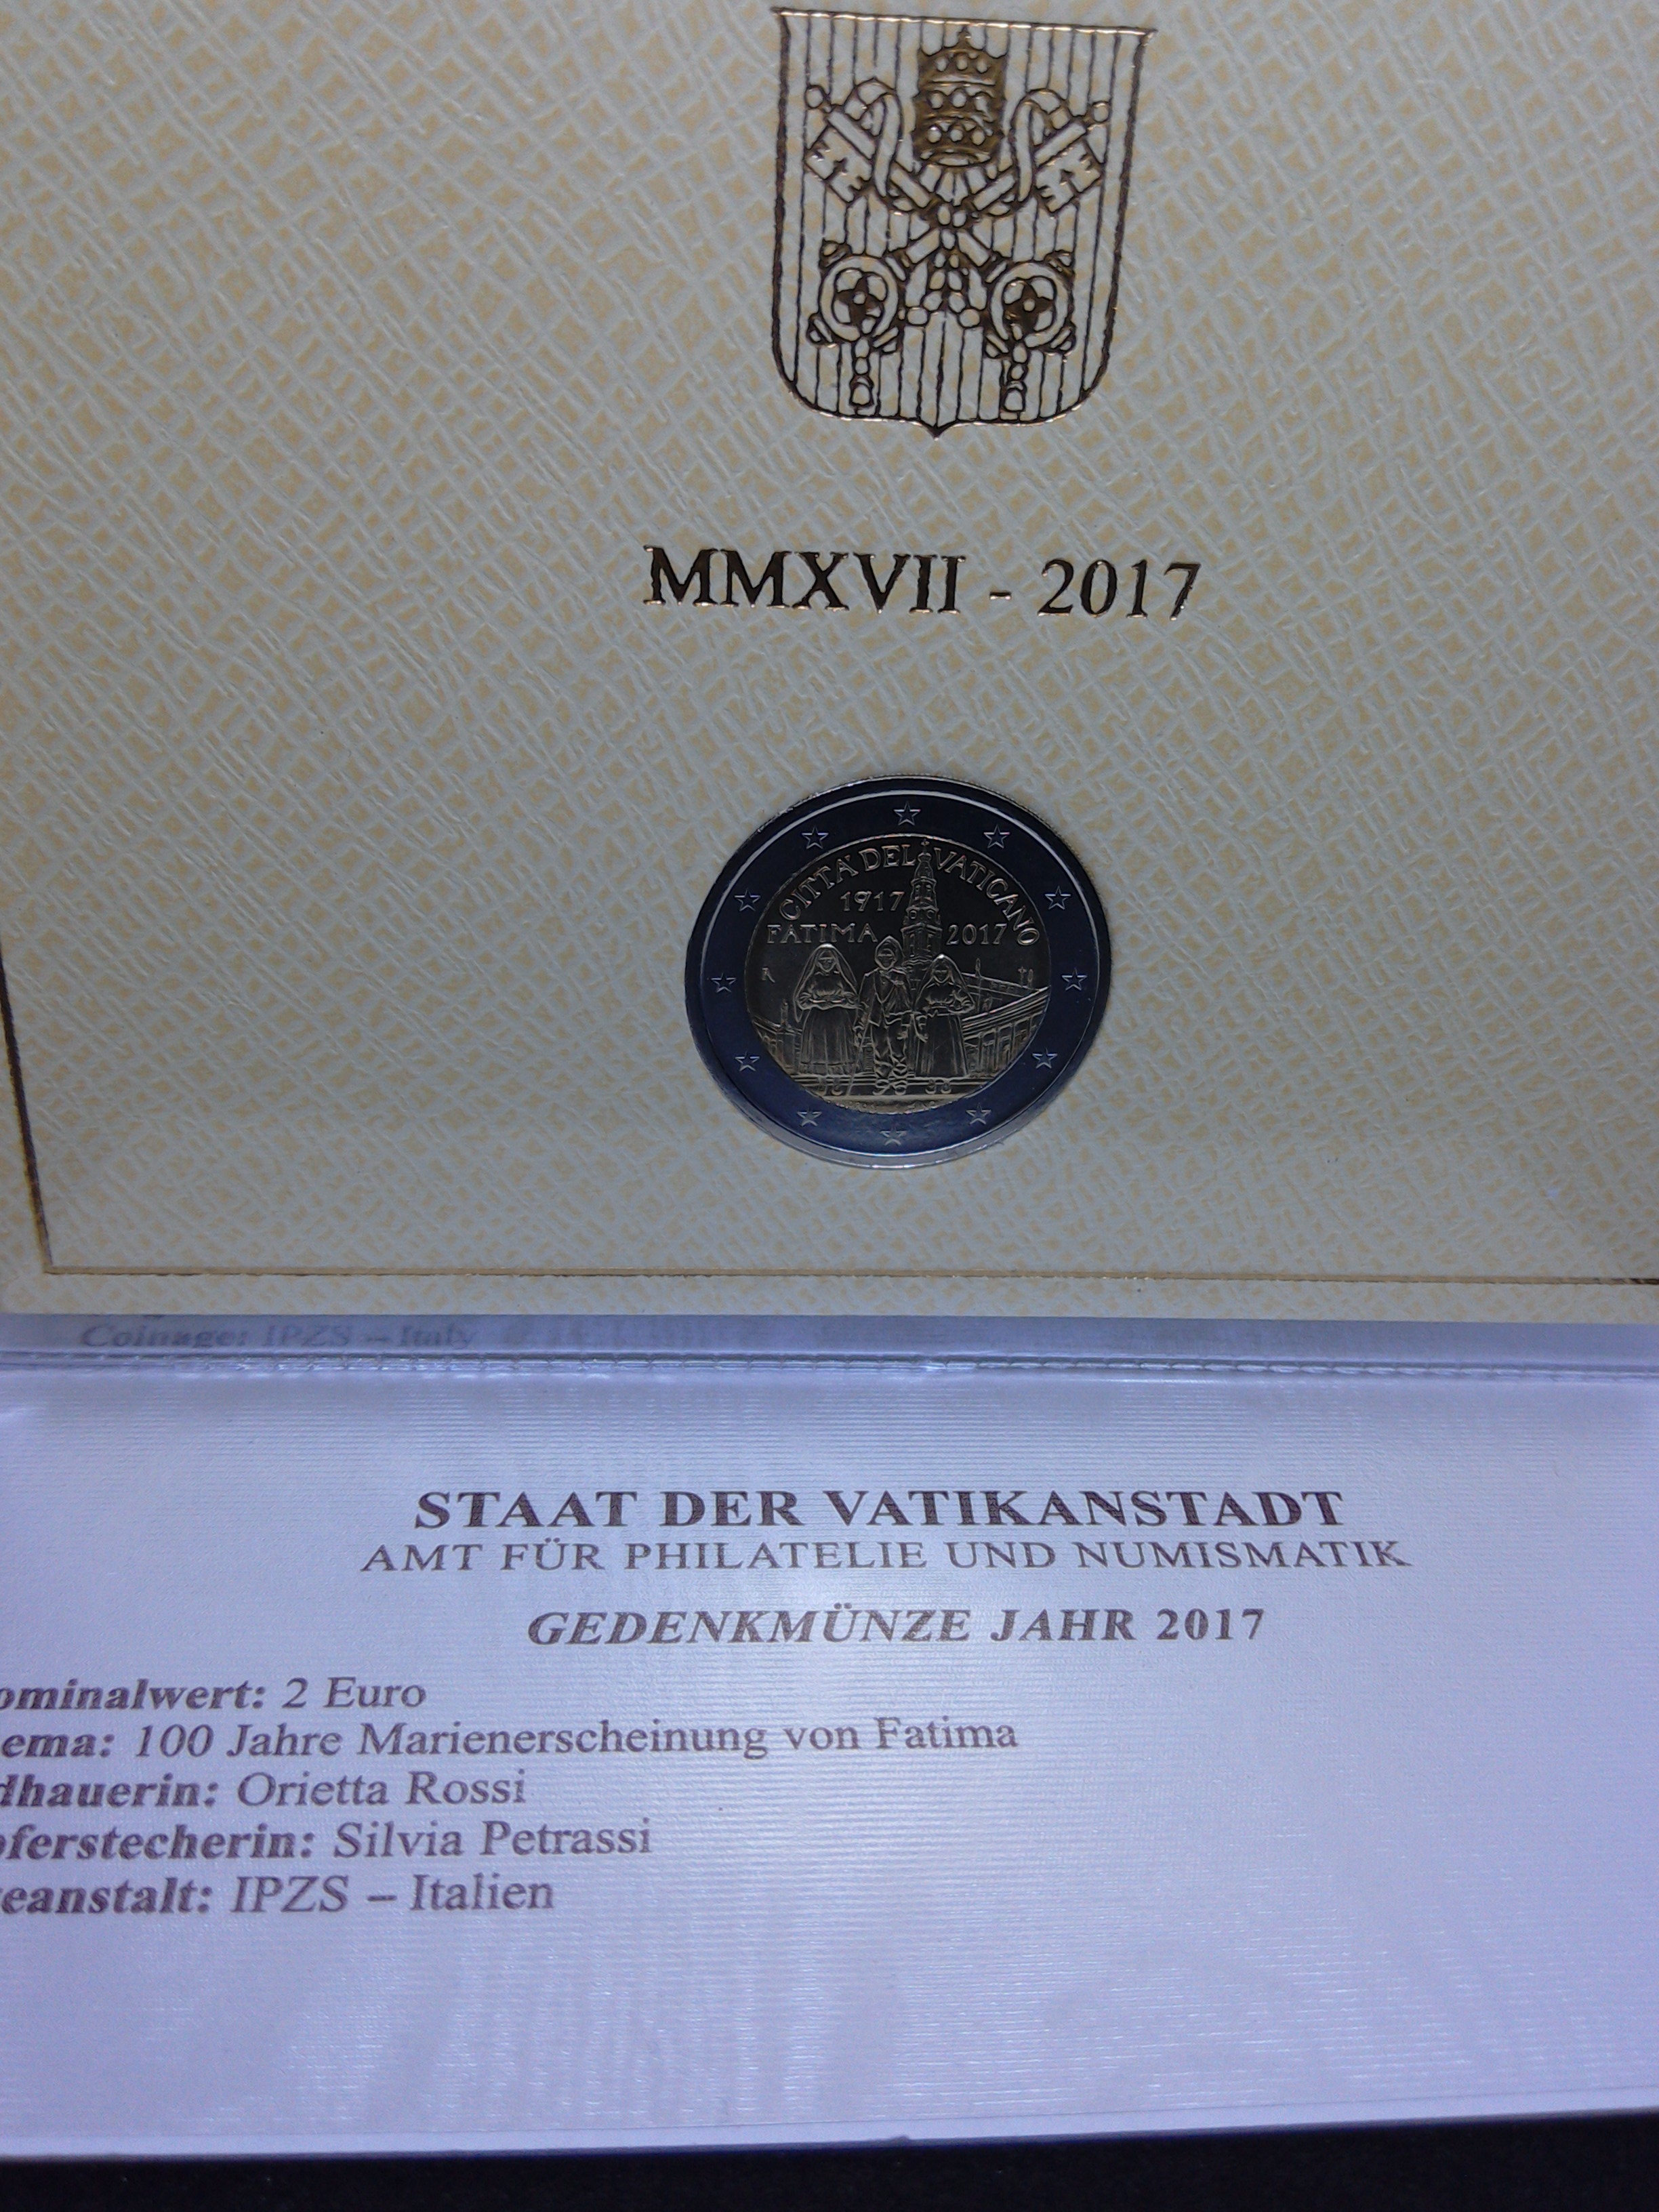 MMXVII - 2017
CITTA' DEL VATICANO
1917
FATIMA 2017
R
Coinage: IPZS – Italy
STAAT DER VATIKANSTADT
AMT FÜR PHILATELIE UND NUMISMATIK
GEDENKMÜNZE JAHR 2017
ominalwert: 2 Euro
ema: 100 Jahre Marienerscheinung von Fatima
dhauerin: Orietta Rossi
ferstecherin: Silvia Petrassi
eanstalt: IPZS – Italien